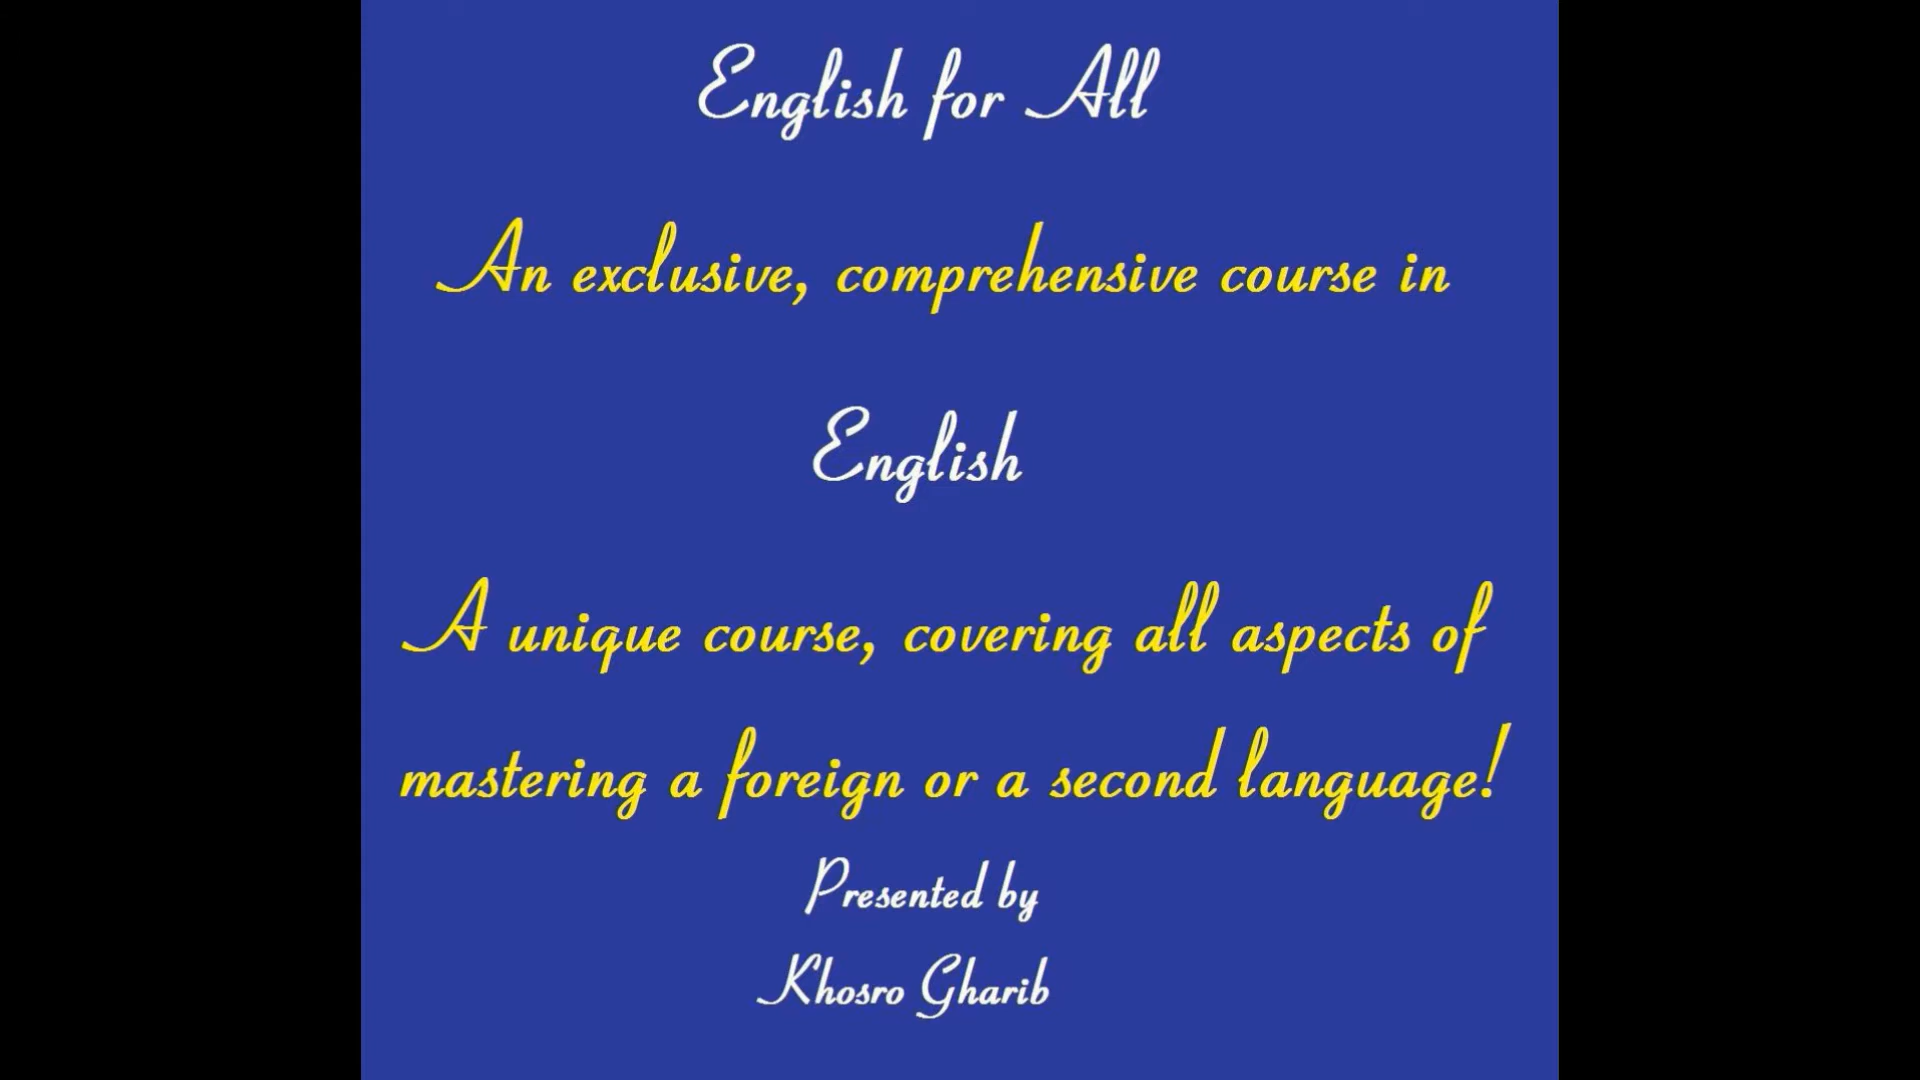 English for All
An exclusive, comprehensive course in
English
A unique course, covering all aspects of
mastering a foreign or a second language!
Presented by
Khosro Gharib